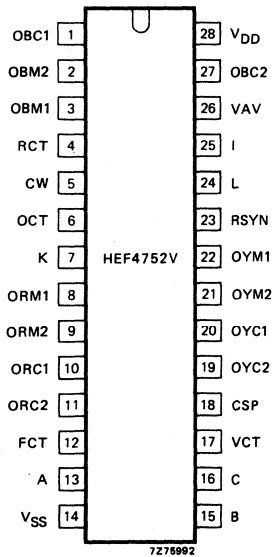 OBC1 1 28 VDD
OBM2 2 27 OBC2
OBM1 3 26 VAV
RCT 4 25 I
CW 5 24 L
OCT 6 23 RSYN
K 7 HEF4752V 22 OYM1
ORM1 8 21 OYM2
ORM2 9 20 OYC1
ORC1 10 19 OYC2
ORC2 11 18 CSP
FCT 12 17 VCT
A 13 16 C
VSS 14 15 B
7Z75992